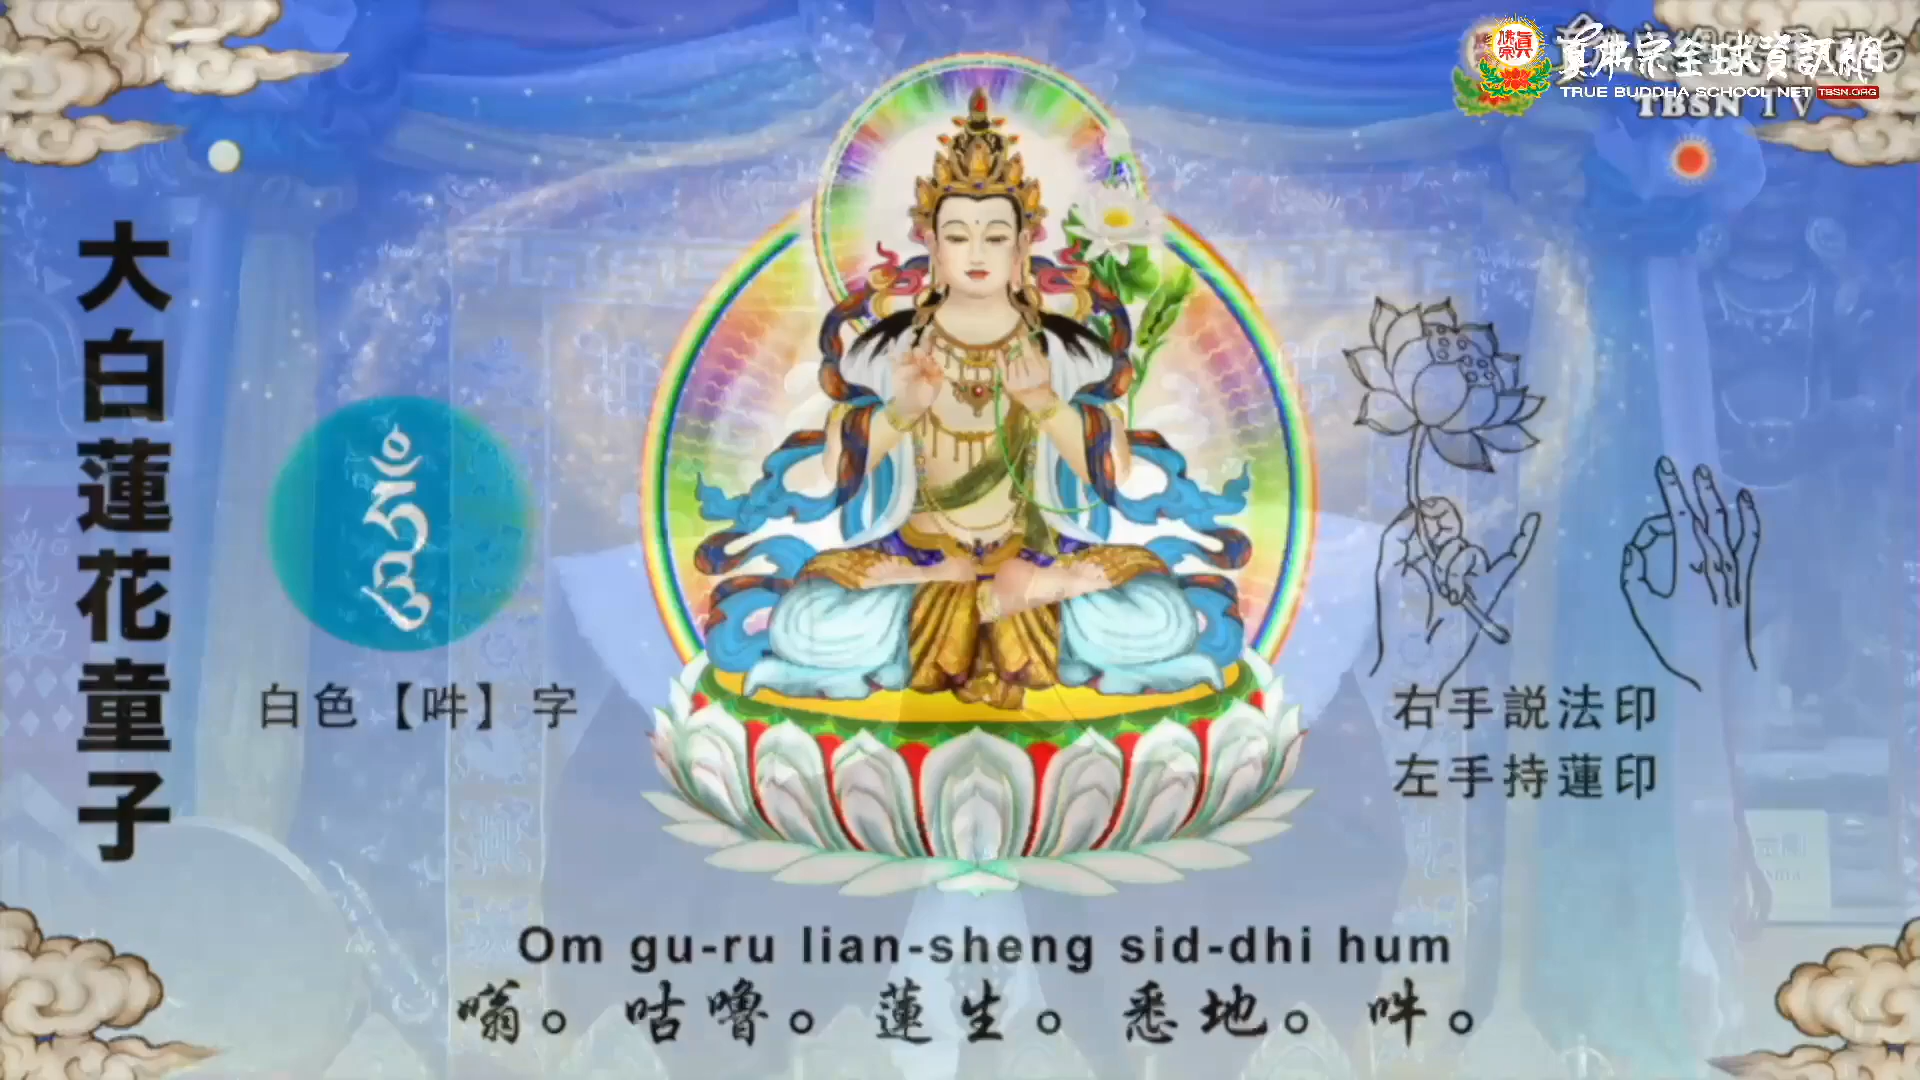 真佛宗全球資訊網
TRUE BUDDHA SCHOOL NET TBSN.ORG
TBSN TV
大白蓮花童子
白色【吽】字
右手説法印
左手持蓮印
Om gu-ru lian-sheng sid-dhi hum
嗡。咕嚕。蓮生。悉地。吽。